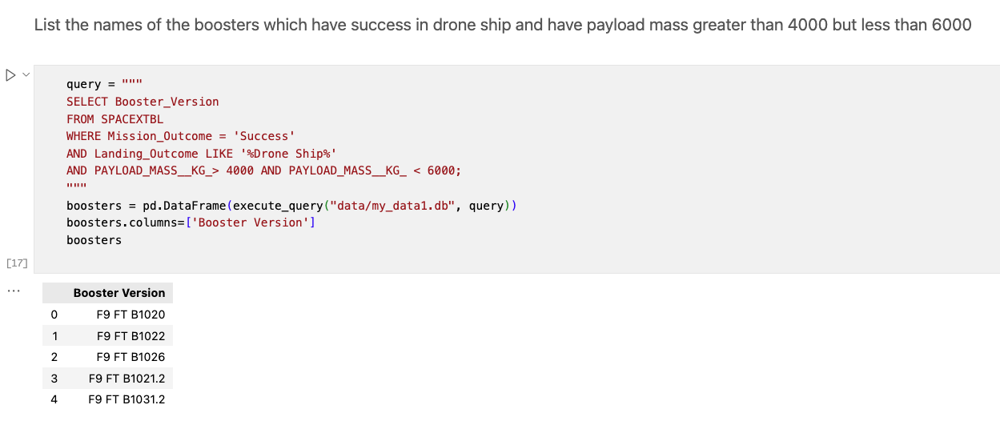 List the names of the boosters which have success in drone ship and have payload mass greater than 4000 but less than 6000
query = """
SELECT Booster_Version
FROM SPACEXTBL
WHERE Mission_Outcome = 'Success'
AND Landing_Outcome LIKE '%Drone Ship%'
AND PAYLOAD_MASS__KG_> 4000 AND PAYLOAD_MASS__KG_ < 6000;
"""
boosters = pd.DataFrame(execute_query("data/my_data1.db", query))
boosters.columns=['Booster Version']
boosters
[17]
...
Booster Version
0 F9 FT B1020
1 F9 FT B1022
2 F9 FT B1026
3 F9 FT B1021.2
4 F9 FT B1031.2